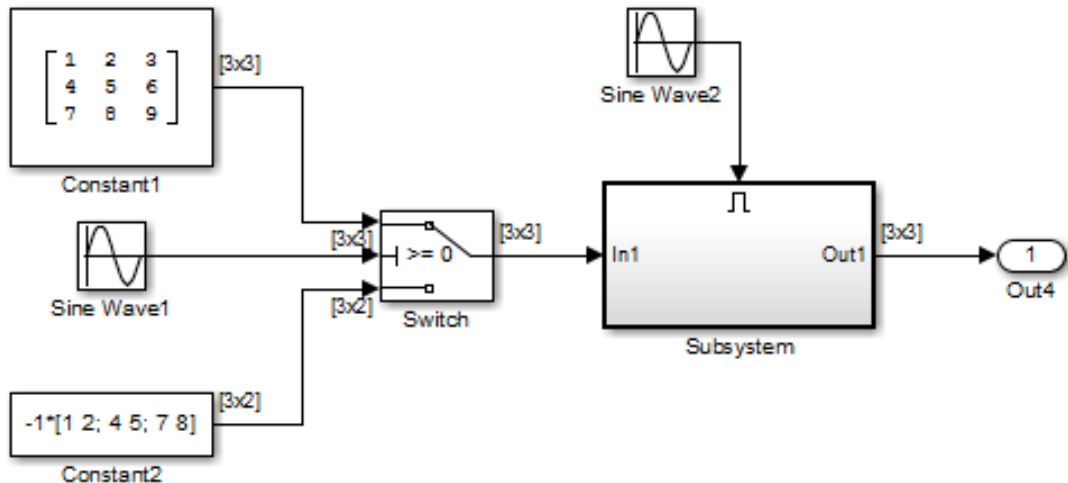 1 2 3
4 5 6
7 8 9
[3x3]
Constant1
Sine Wave2
Sine Wave1
[3x3]
>= 0
[3x3]
[3x2]
Switch
In1
Out1
[3x3]
Subsystem
1
Out4
-1*[1 2; 4 5; 7 8]
[3x2]
Constant2